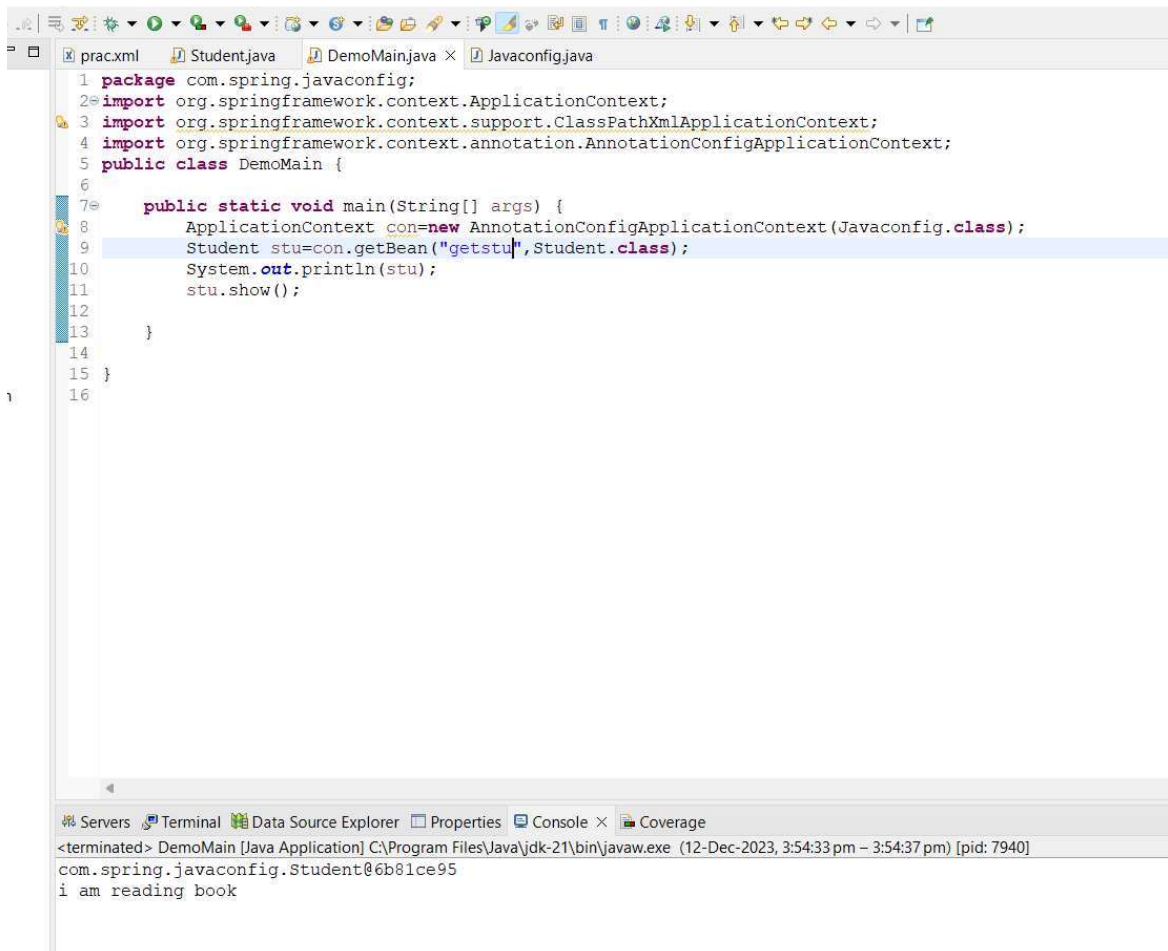 prac.xml Student.java DemoMain.java Javaconfig.java
1 package com.spring.javaconfig;
2 import org.springframework.context.ApplicationContext;
3 import org.springframework.context.support.ClassPathXmlApplicationContext;
4 import org.springframework.context.annotation.AnnotationConfigApplicationContext;
5 public class DemoMain {
6
7 public static void main(String[] args) {
8 ApplicationContext con=new AnnotationConfigApplicationContext(Javaconfig.class);
9 Student stu=con.getBean("getstu",Student.class);
10 System.out.println(stu);
11 stu.show();
12
13 }
14
15 }
16
Servers Terminal Data Source Explorer Properties Console Coverage
<terminated> DemoMain [Java Application] C:\Program Files\Java\jdk-21\bin\javaw.exe (12-Dec-2023, 3:54:33 pm – 3:54:37 pm) [pid: 7940]
com.spring.javaconfig.Student@6b81ce95
i am reading book